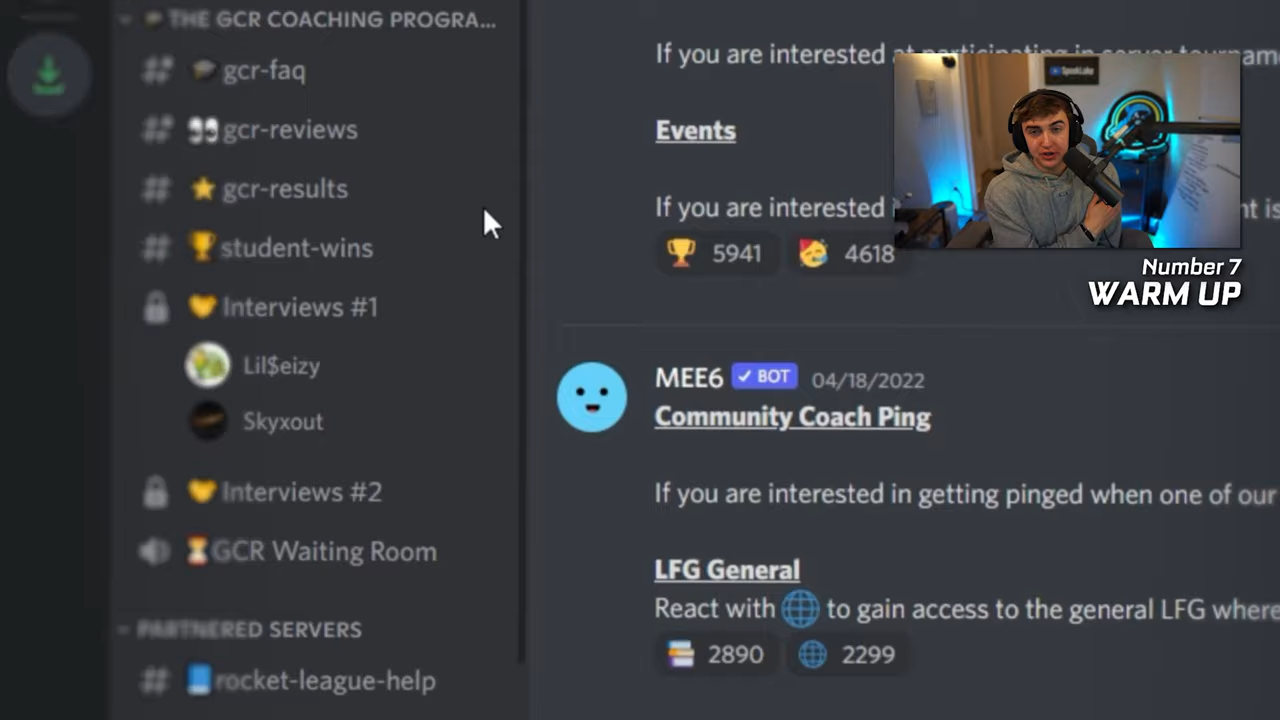 THE GCR COACHING PROGRA...
gcr-faq
gcr-reviews
gcr-results
student-wins
Interviews #1
Lil$eizy
Skyxout
Interviews #2
GCR Waiting Room
PARTNERED SERVERS
rocket-league-help
If you are interested at participating in server tournam
Events
If you are interested
nt is
5941
4618
Number 7
WARM UP
MEE6 ✓ BOT 04/18/2022
Community Coach Ping
If you are interested in getting pinged when one of our
LFG General
React with 🌐 to gain access to the general LFG where
2890
2299